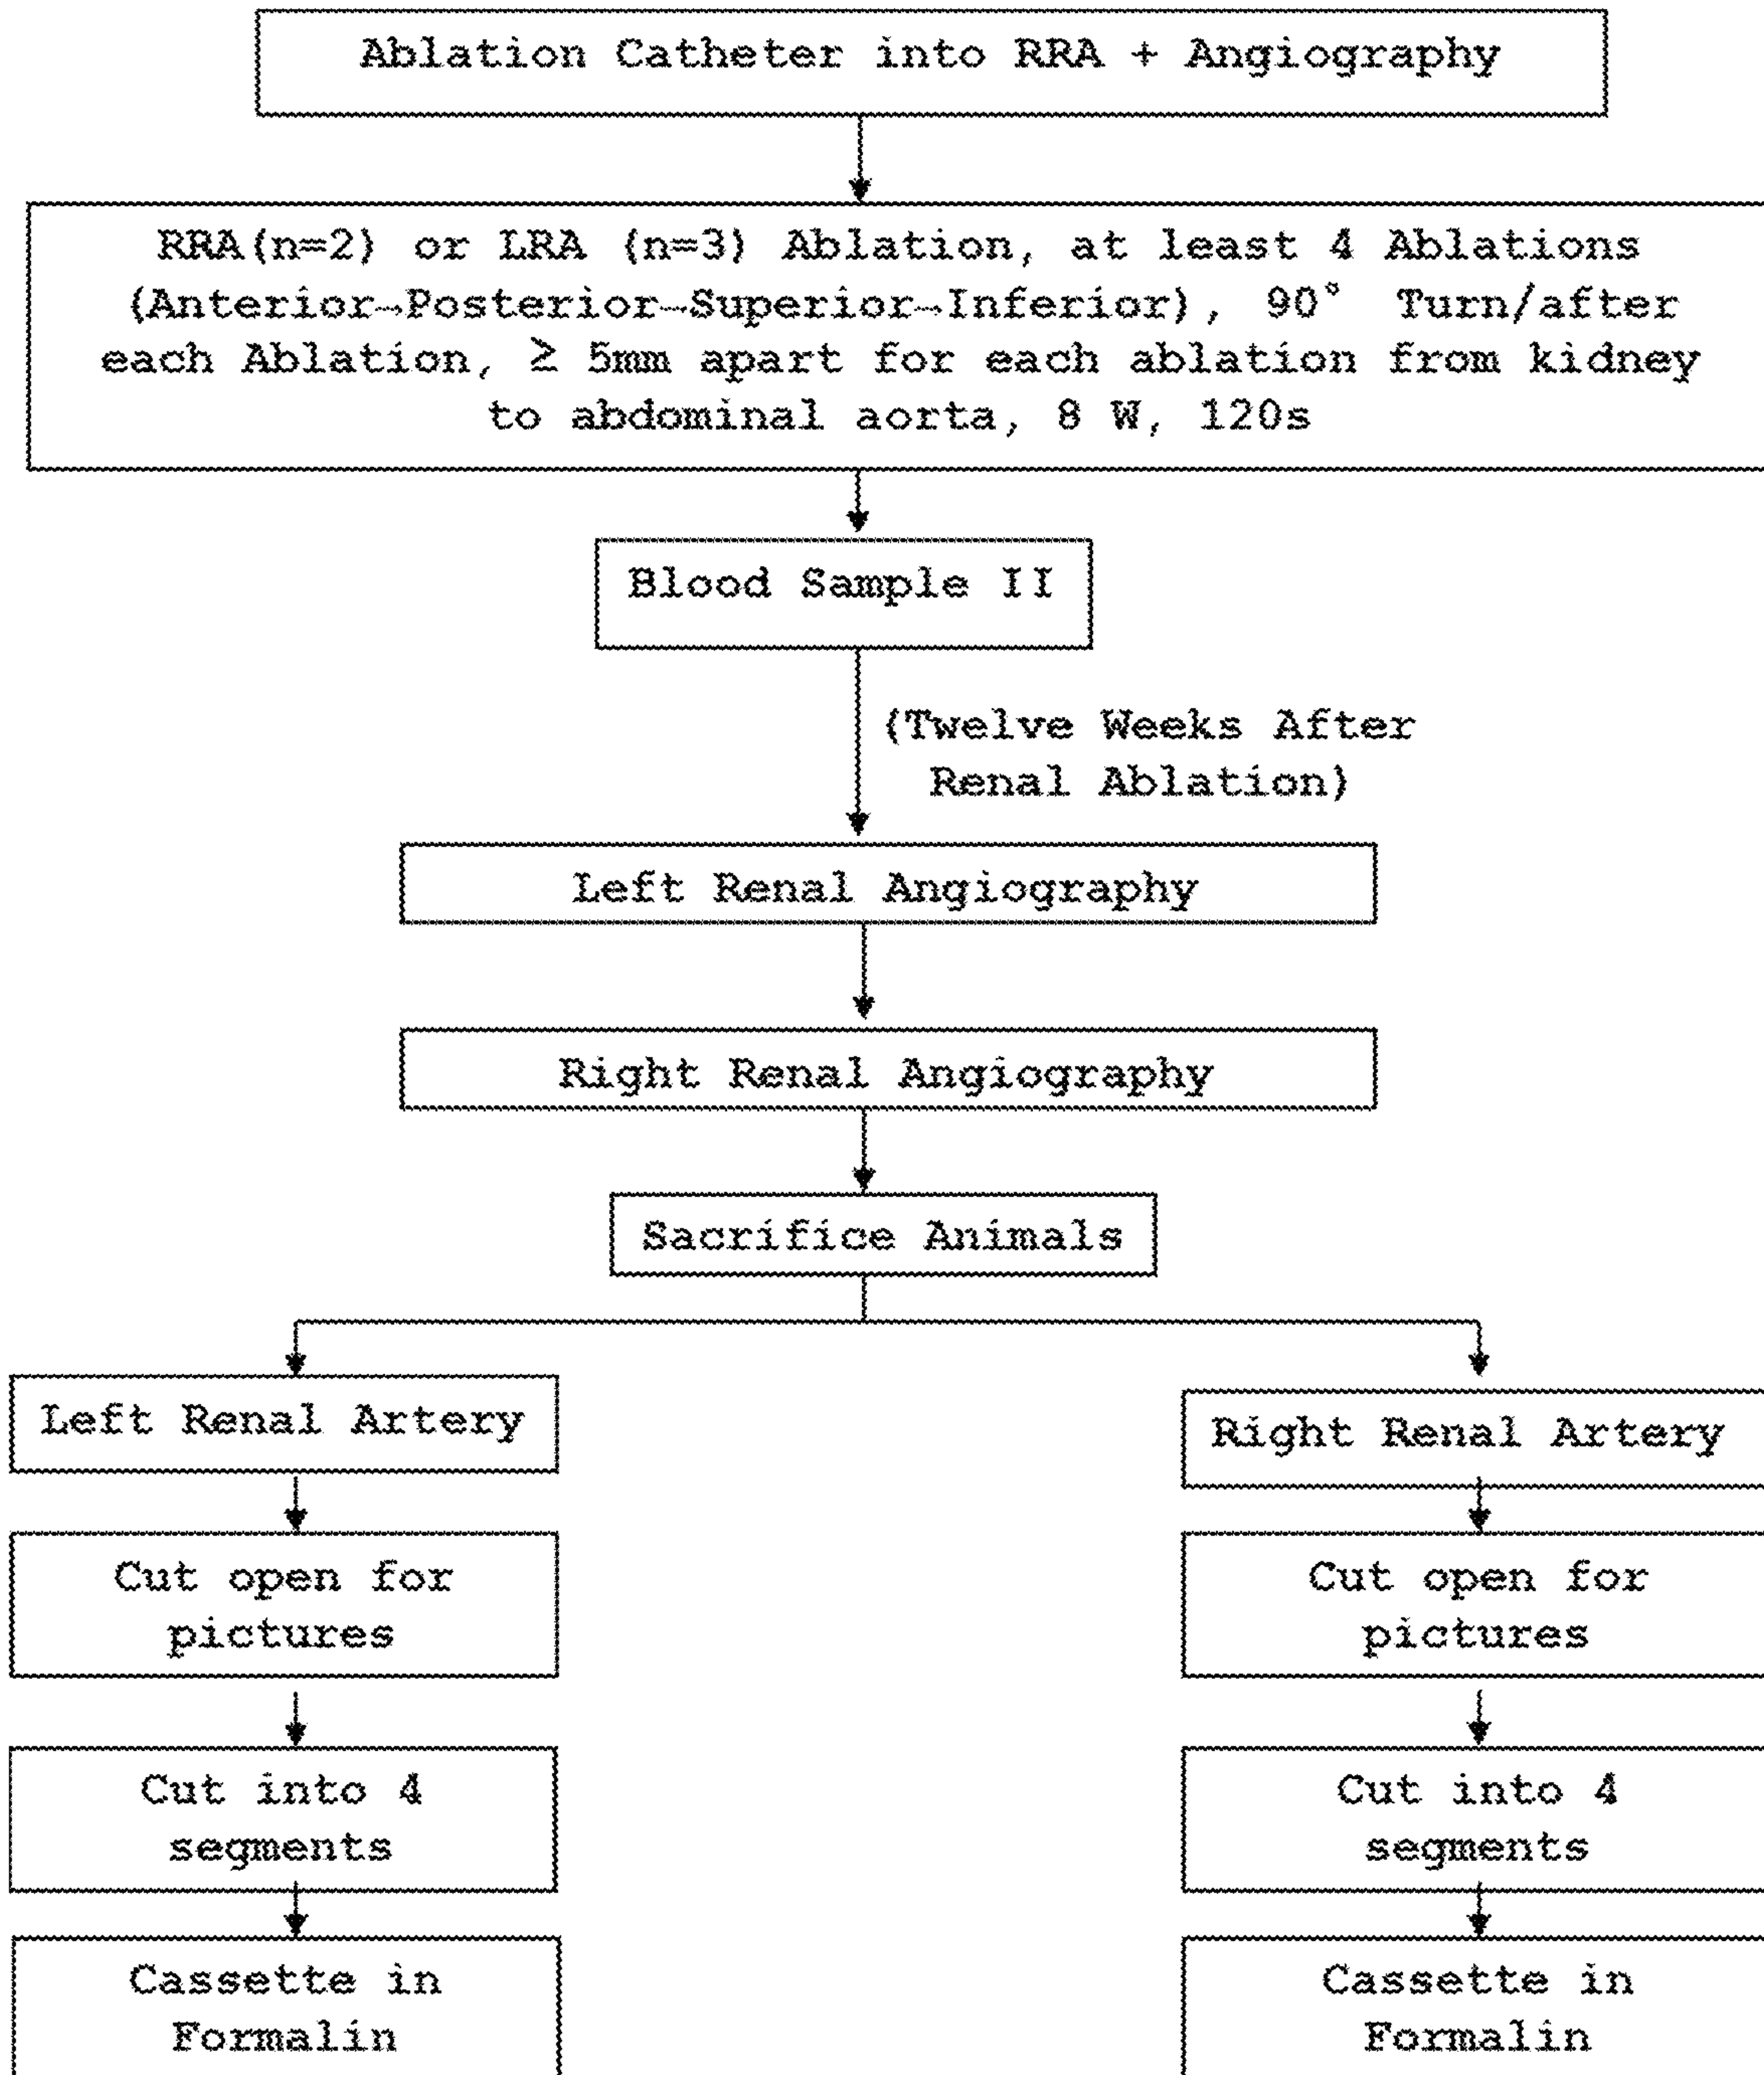 Ablation Catheter into RRA + Angiography
RRA(n=2) or LRA (n=3) Ablation, at least 4 Ablations
(Anterior→Posterior→Superior→Inferior), 90° Turn/after
each Ablation, ≥ 5mm apart for each ablation from kidney
to abdominal aorta, 8 W, 120s
Blood Sample II
(Twelve Weeks After
Renal Ablation)
Left Renal Angiography
Right Renal Angiography
Sacrifice Animals
Left Renal Artery
Right Renal Artery
Cut open for
pictures
Cut open for
pictures
Cut into 4
segments
Cut into 4
segments
Cassette in
Formalin
Cassette in
Formalin